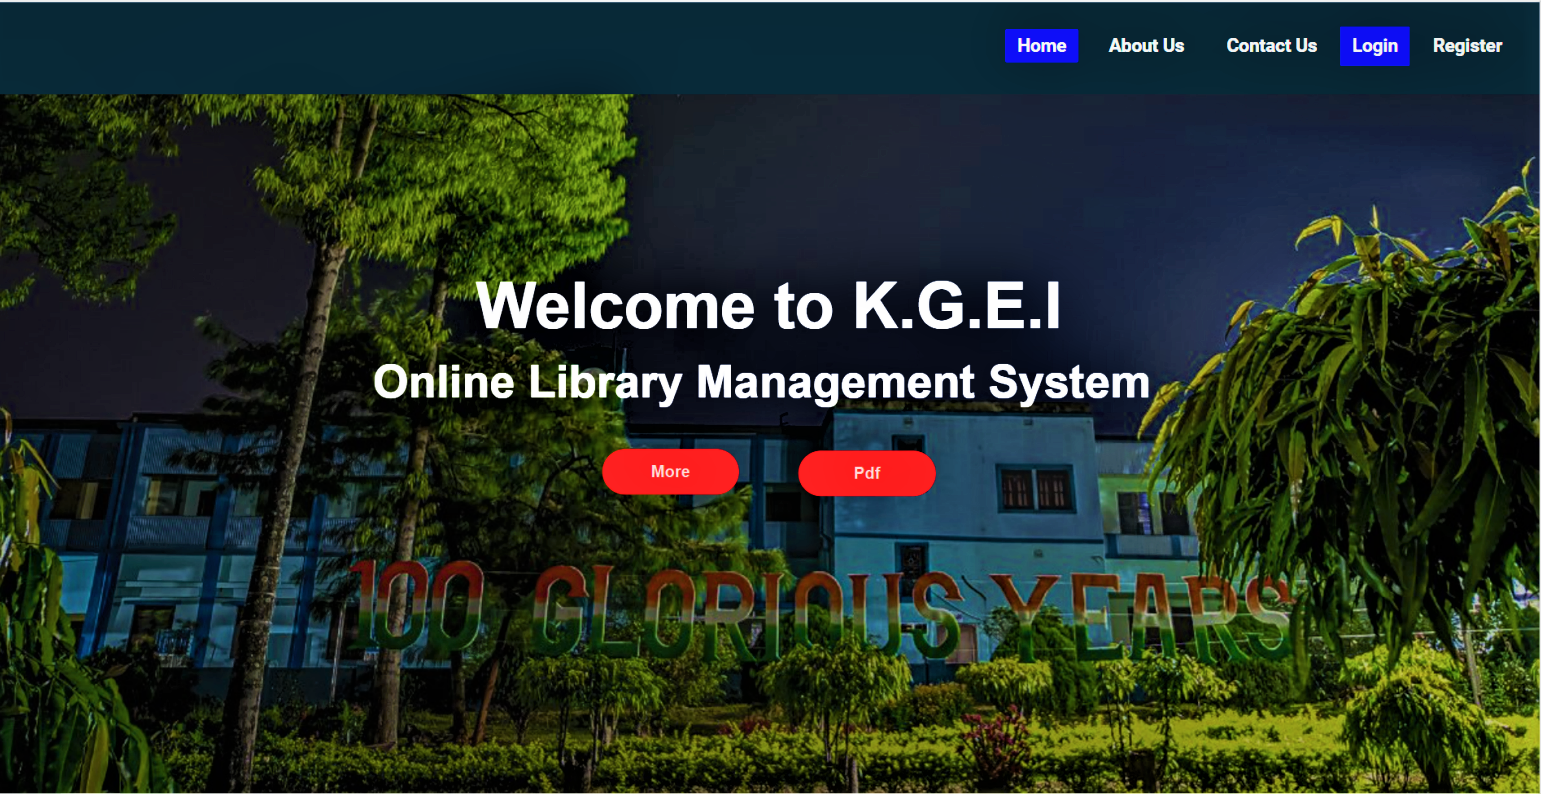 Home About Us Contact Us Login Register
Welcome to K.G.E.I
Online Library Management System
More Pdf
100 GLORIOUS YEARS